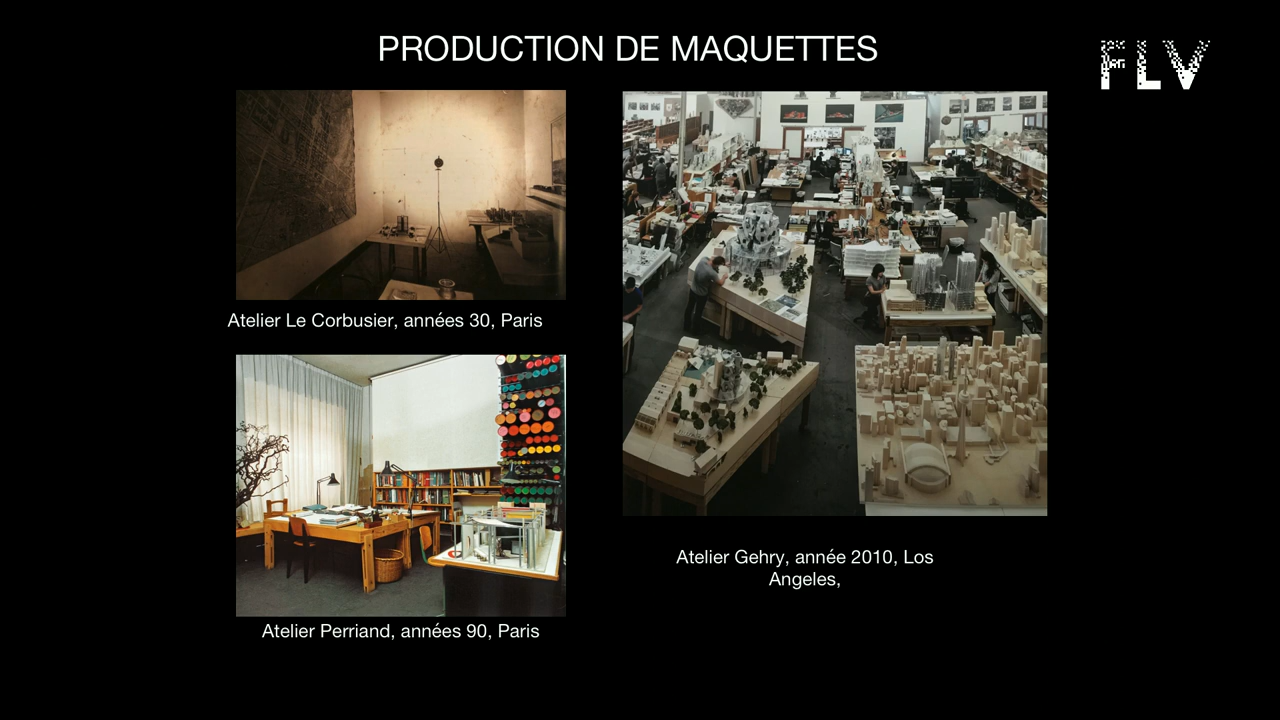 PRODUCTION DE MAQUETTES
FLV
Atelier Le Corbusier, années 30, Paris
Atelier Perriand, années 90, Paris
Atelier Gehry, année 2010, Los
Angeles,